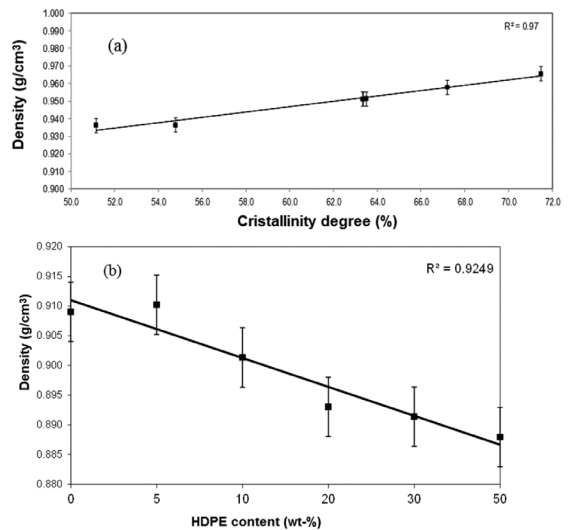 (a)
R² = 0.97
Density (g/cm³)
1.000
0.990
0.980
0.970
0.960
0.950
0.940
0.930
0.920
0.910
0.900
50.0 52.0 54.0 56.0 58.0 60.0 62.0 64.0 66.0 68.0 70.0 72.0
Cristallinity degree (%)
(b)
R² = 0.9249
Density (g/cm³)
0.920
0.915
0.910
0.905
0.900
0.895
0.890
0.885
0.880
0 5 10 20 30 50
HDPE content (wt-%)